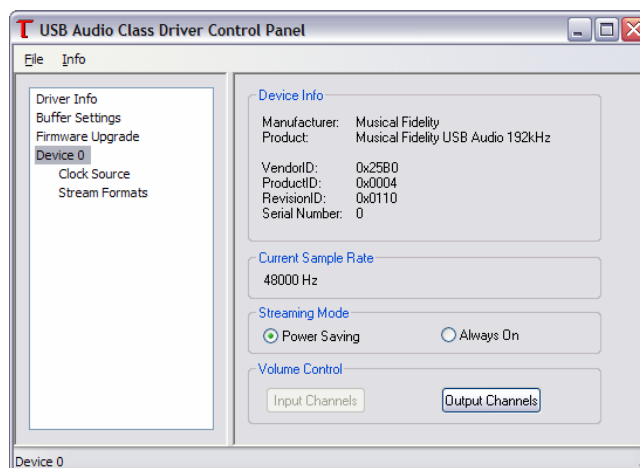 USB Audio Class Driver Control Panel
File Info
Driver Info
Buffer Settings
Firmware Upgrade
Device 0
Clock Source
Stream Formats
Device Info
Manufacturer: Musical Fidelity
Product: Musical Fidelity USB Audio 192kHz
VendorID: 0x25B0
ProductID: 0x0004
RevisionID: 0x0110
Serial Number: 0
Current Sample Rate
48000 Hz
Streaming Mode
Power Saving Always On
Volume Control
Input Channels Output Channels
Device 0